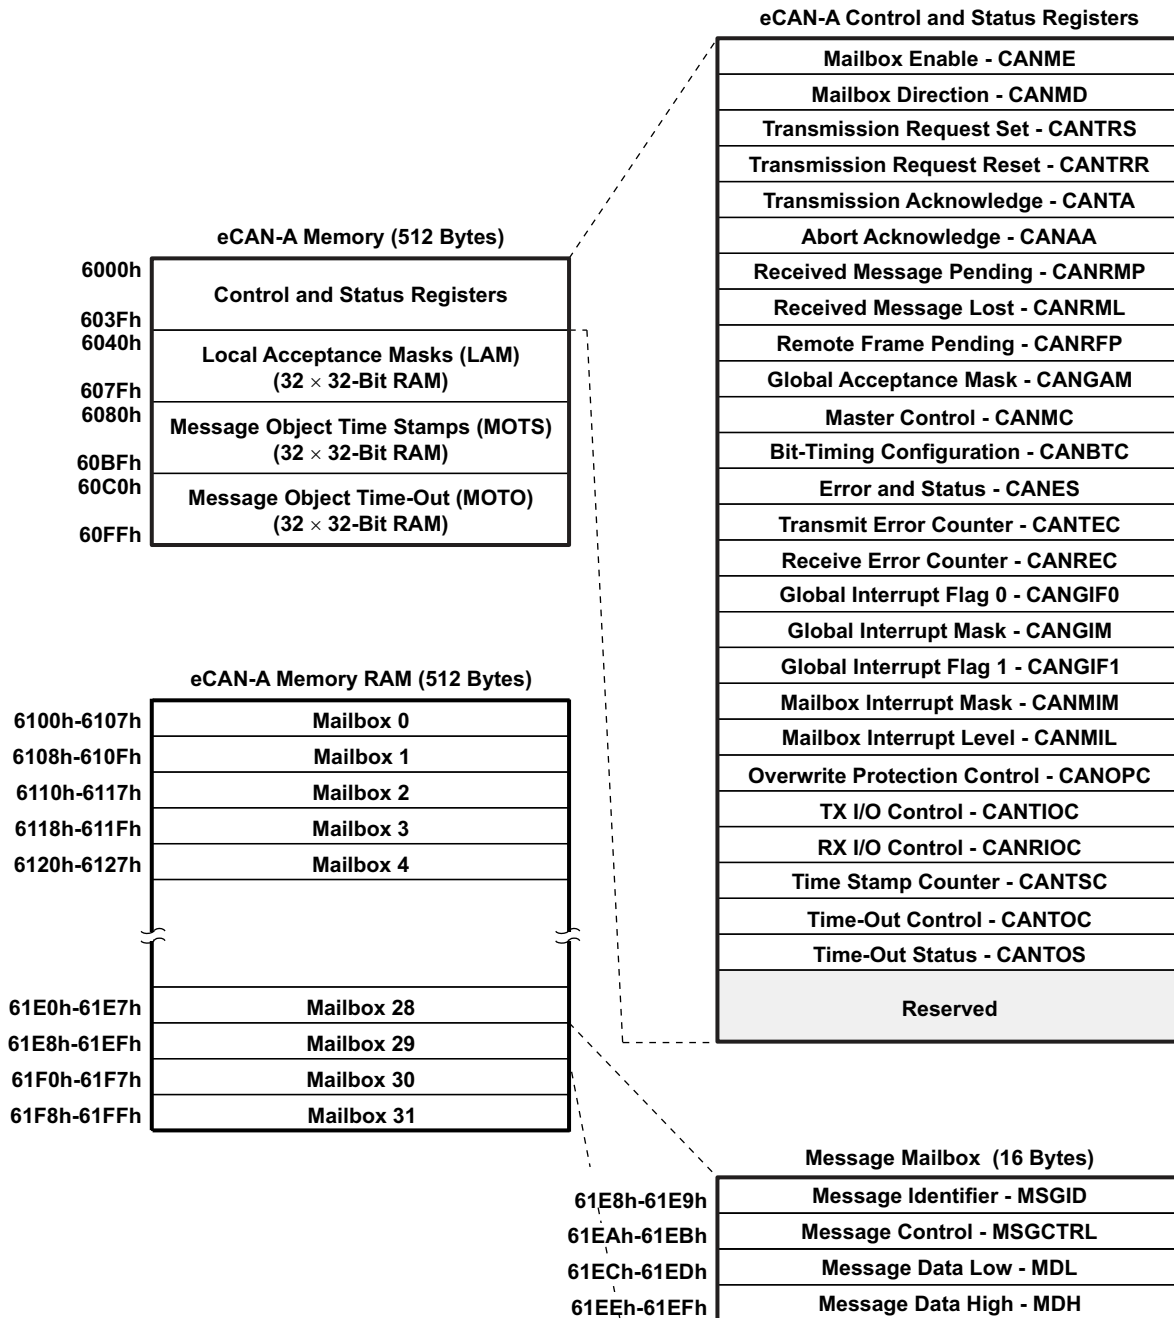 eCAN-A Control and Status Registers
Mailbox Enable - CANME
Mailbox Direction - CANMD
Transmission Request Set - CANTRS
Transmission Request Reset - CANTRR
Transmission Acknowledge - CANTA
Abort Acknowledge - CANAA
Received Message Pending - CANRMP
Received Message Lost - CANRML
Remote Frame Pending - CANRFP
Global Acceptance Mask - CANGAM
Master Control - CANMC
Bit-Timing Configuration - CANBTC
Error and Status - CANES
Transmit Error Counter - CANTEC
Receive Error Counter - CANREC
Global Interrupt Flag 0 - CANGIF0
Global Interrupt Mask - CANGIM
Global Interrupt Flag 1 - CANGIF1
Mailbox Interrupt Mask - CANMIM
Mailbox Interrupt Level - CANMIL
Overwrite Protection Control - CANOPC
TX I/O Control - CANTIOC
RX I/O Control - CANRIOC
Time Stamp Counter - CANTSC
Time-Out Control - CANTOC
Time-Out Status - CANTOS
Reserved
eCAN-A Memory (512 Bytes)
6000h
Control and Status Registers
603Fh
6040h
Local Acceptance Masks (LAM)
(32 × 32-Bit RAM)
607Fh
6080h
Message Object Time Stamps (MOTS)
(32 × 32-Bit RAM)
60BFh
60C0h
Message Object Time-Out (MOTO)
(32 × 32-Bit RAM)
60FFh
eCAN-A Memory RAM (512 Bytes)
6100h-6107h Mailbox 0
6108h-610Fh Mailbox 1
6110h-6117h Mailbox 2
6118h-611Fh Mailbox 3
6120h-6127h Mailbox 4
61E0h-61E7h Mailbox 28
61E8h-61EFh Mailbox 29
61F0h-61F7h Mailbox 30
61F8h-61FFh Mailbox 31
Message Mailbox (16 Bytes)
61E8h-61E9h Message Identifier - MSGID
61EAh-61EBh Message Control - MSGCTRL
61ECh-61EDh Message Data Low - MDL
61EEh-61EFh Message Data High - MDH